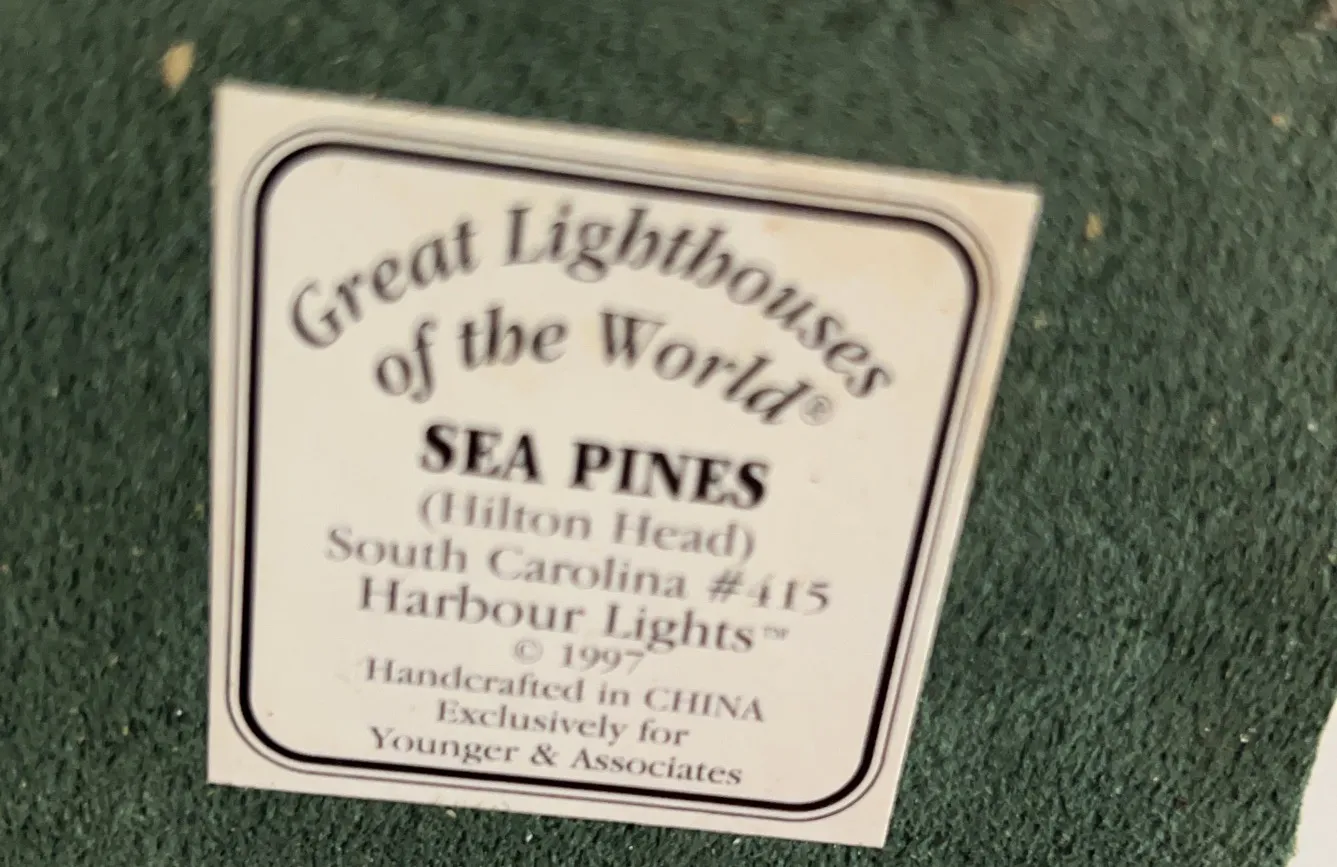 Great Lighthouses
of the World®
SEA PINES
(Hilton Head)
South Carolina #415
Harbour Lights™
© 1997
Handcrafted in CHINA
Exclusively for
Younger & Associates